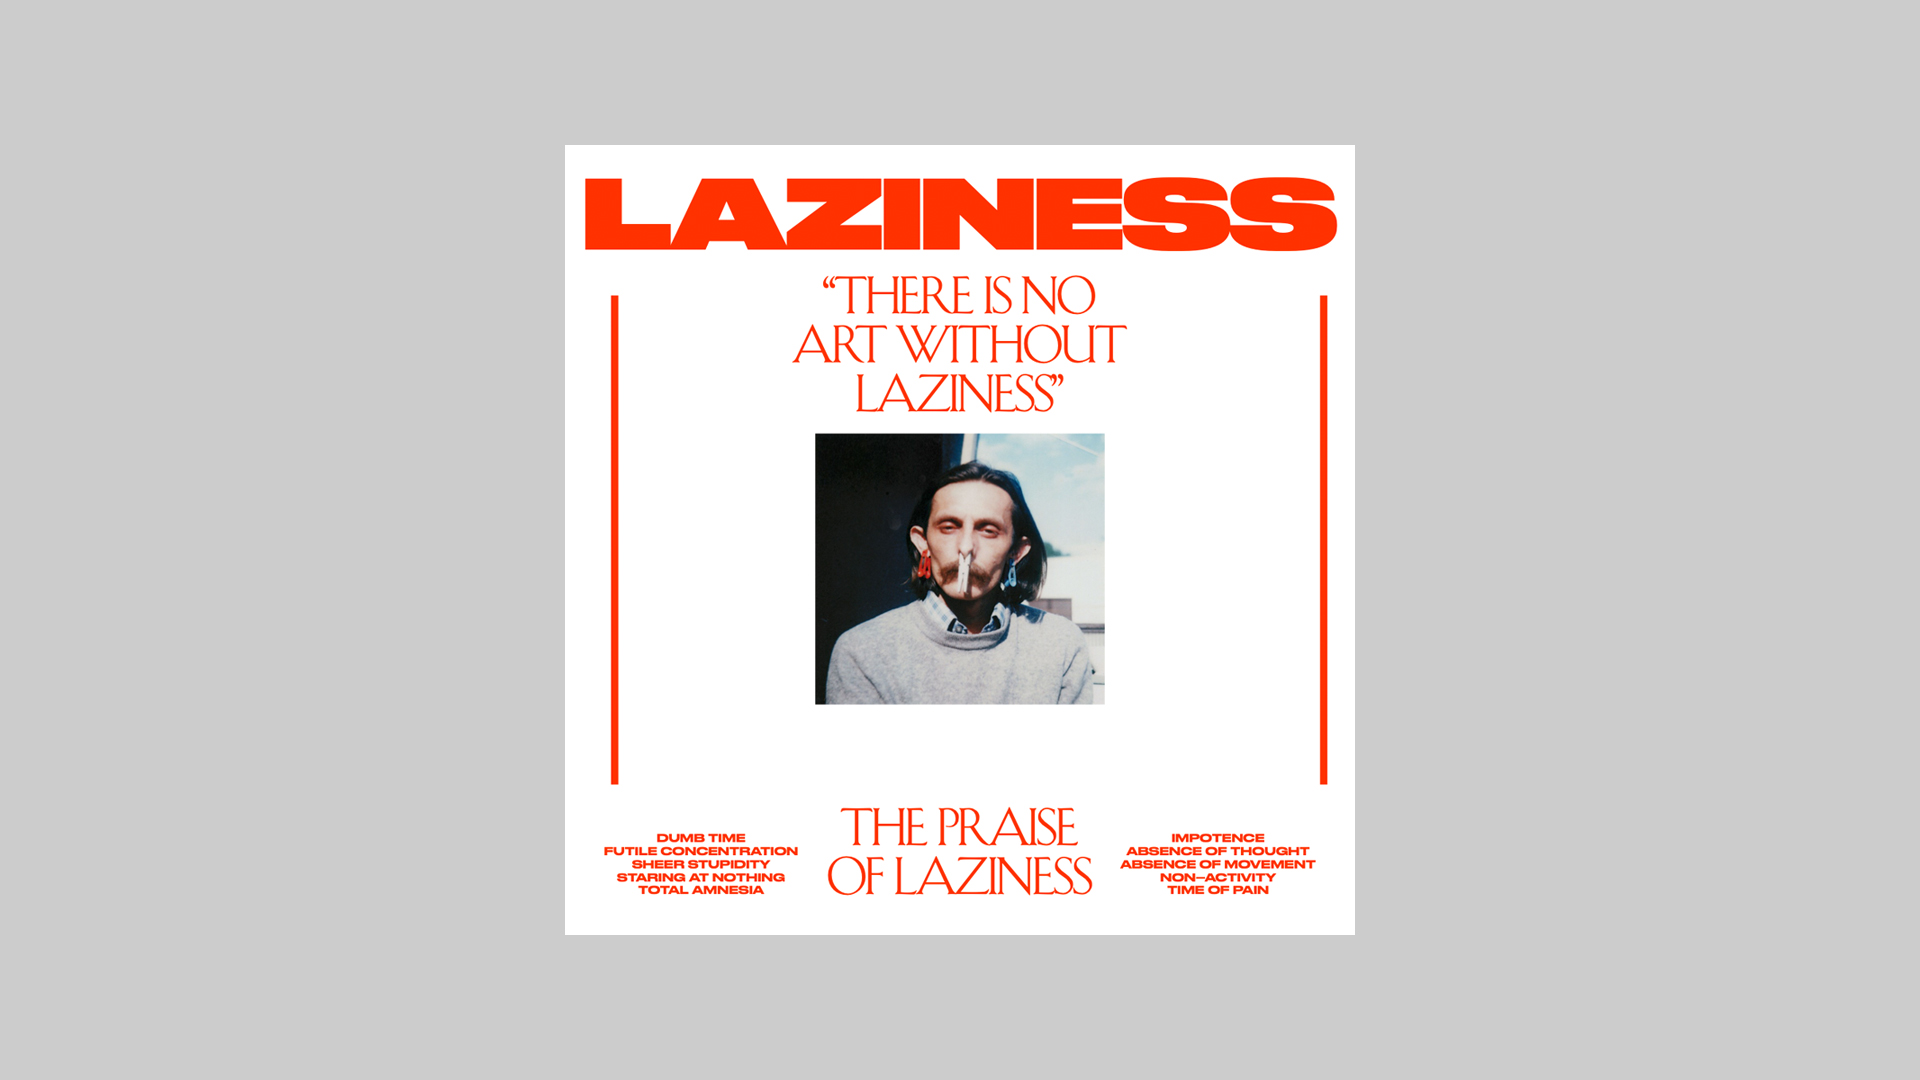 LAZINESS
“THERE IS NO
ART WITHOUT
LAZINESS”
THE PRAISE
OF LAZINESS
DUMB TIME
FUTILE CONCENTRATION
SHEER STUPIDITY
STARING AT NOTHING
TOTAL AMNESIA
IMPOTENCE
ABSENCE OF THOUGHT
ABSENCE OF MOVEMENT
NON–ACTIVITY
TIME OF PAIN